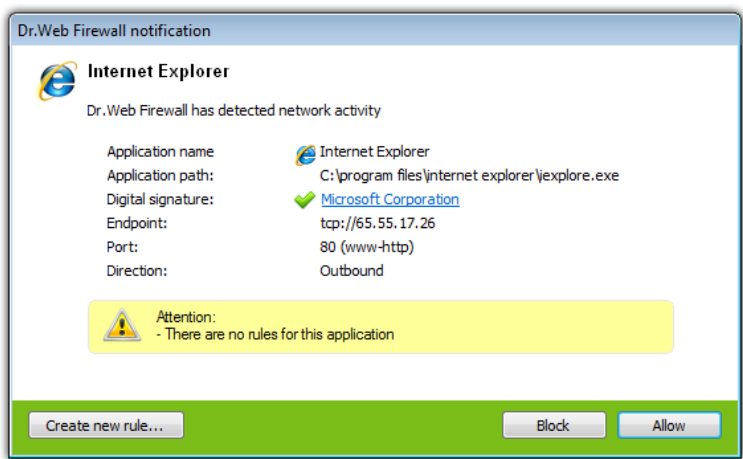 Dr.Web Firewall notification
Internet Explorer
Dr.Web Firewall has detected network activity
Application name Internet Explorer
Application path: C:\program files\internet explorer\iexplore.exe
Digital signature: Microsoft Corporation
Endpoint: tcp://65.55.17.26
Port: 80 (www-http)
Direction: Outbound
Attention:
- There are no rules for this application
Create new rule... Block Allow